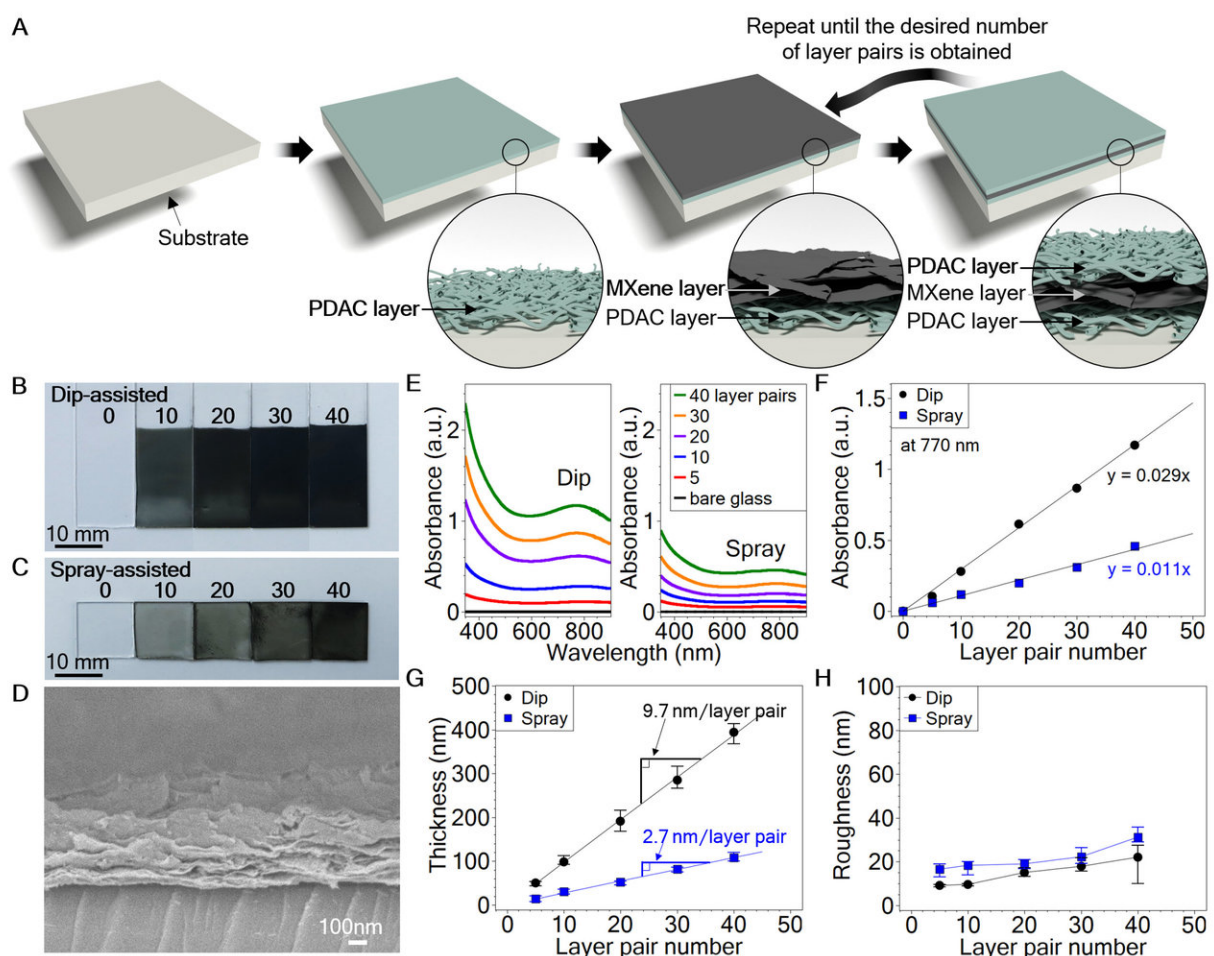 A
Repeat until the desired number
of layer pairs is obtained
Substrate
PDAC layer
MXene layer
PDAC layer
PDAC layer
MXene layer
PDAC layer
B
Dip-assisted
0 10 20 30 40
10 mm
C
Spray-assisted
0 10 20 30 40
10 mm
D
100nm
E
Absorbance (a.u.)
2
1
0
Dip
400 600 800
Absorbance (a.u.)
2
1
0
40 layer pairs
30
20
10
5
bare glass
Spray
400 600 800
Wavelength (nm)
F
Absorbance (a.u.)
1.5
1
0.5
0
Dip
Spray
at 770 nm
y = 0.029x
y = 0.011x
0 10 20 30 40 50
Layer pair number
G
Thickness (nm)
500
400
300
200
100
0
Dip
Spray
9.7 nm/layer pair
2.7 nm/layer pair
0 10 20 30 40 50
Layer pair number
H
Roughness (nm)
100
80
60
40
20
0
Dip
Spray
0 10 20 30 40 50
Layer pair number